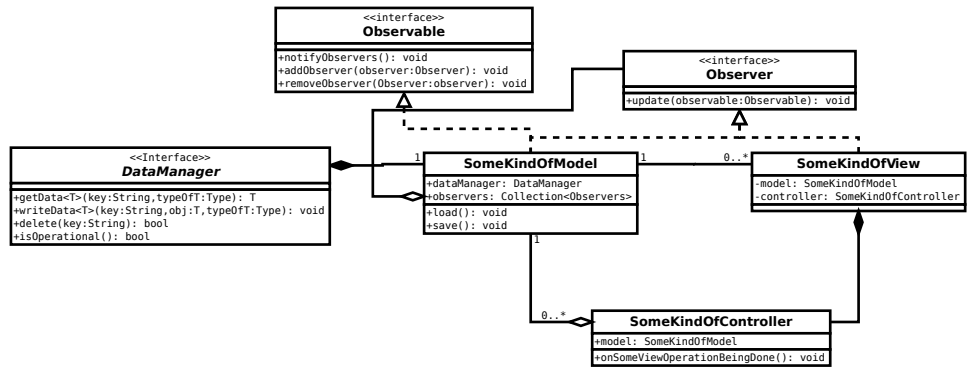 <<interface>>
Observable
+notifyObservers(): void
+addObserver(observer:Observer): void
+removeObserver(Observer:observer): void
<<interface>>
Observer
+update(observable:Observable): void
<<Interface>>
DataManager
+getData<T>(key:String,typeOfT:Type): T
+writeData<T>(key:String,obj:T,typeOfT:Type): void
+delete(key:String): bool
+isOperational(): bool
1
SomeKindOfModel
+dataManager: DataManager
+observers: Collection<Observers>
+load(): void
+save(): void
1
0..*
SomeKindOfView
-model: SomeKindOfModel
-controller: SomeKindOfController
1
0..*
SomeKindOfController
+model: SomeKindOfModel
+onSomeViewOperationBeingDone(): void